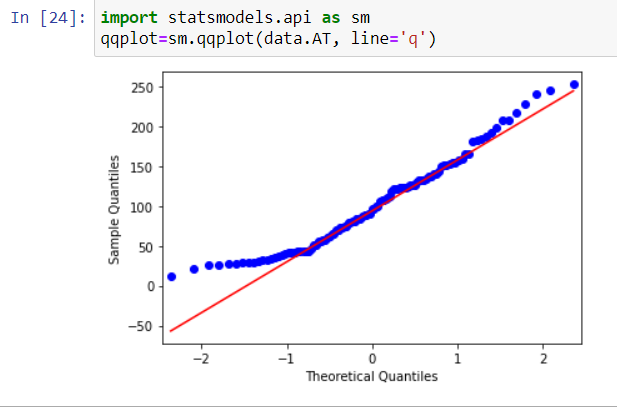 In [24]: import statsmodels.api as sm
qqplot=sm.qqplot(data.AT, line='q')
250
200
150
100
50
0
−50
Sample Quantiles
−2 −1 0 1 2
Theoretical Quantiles